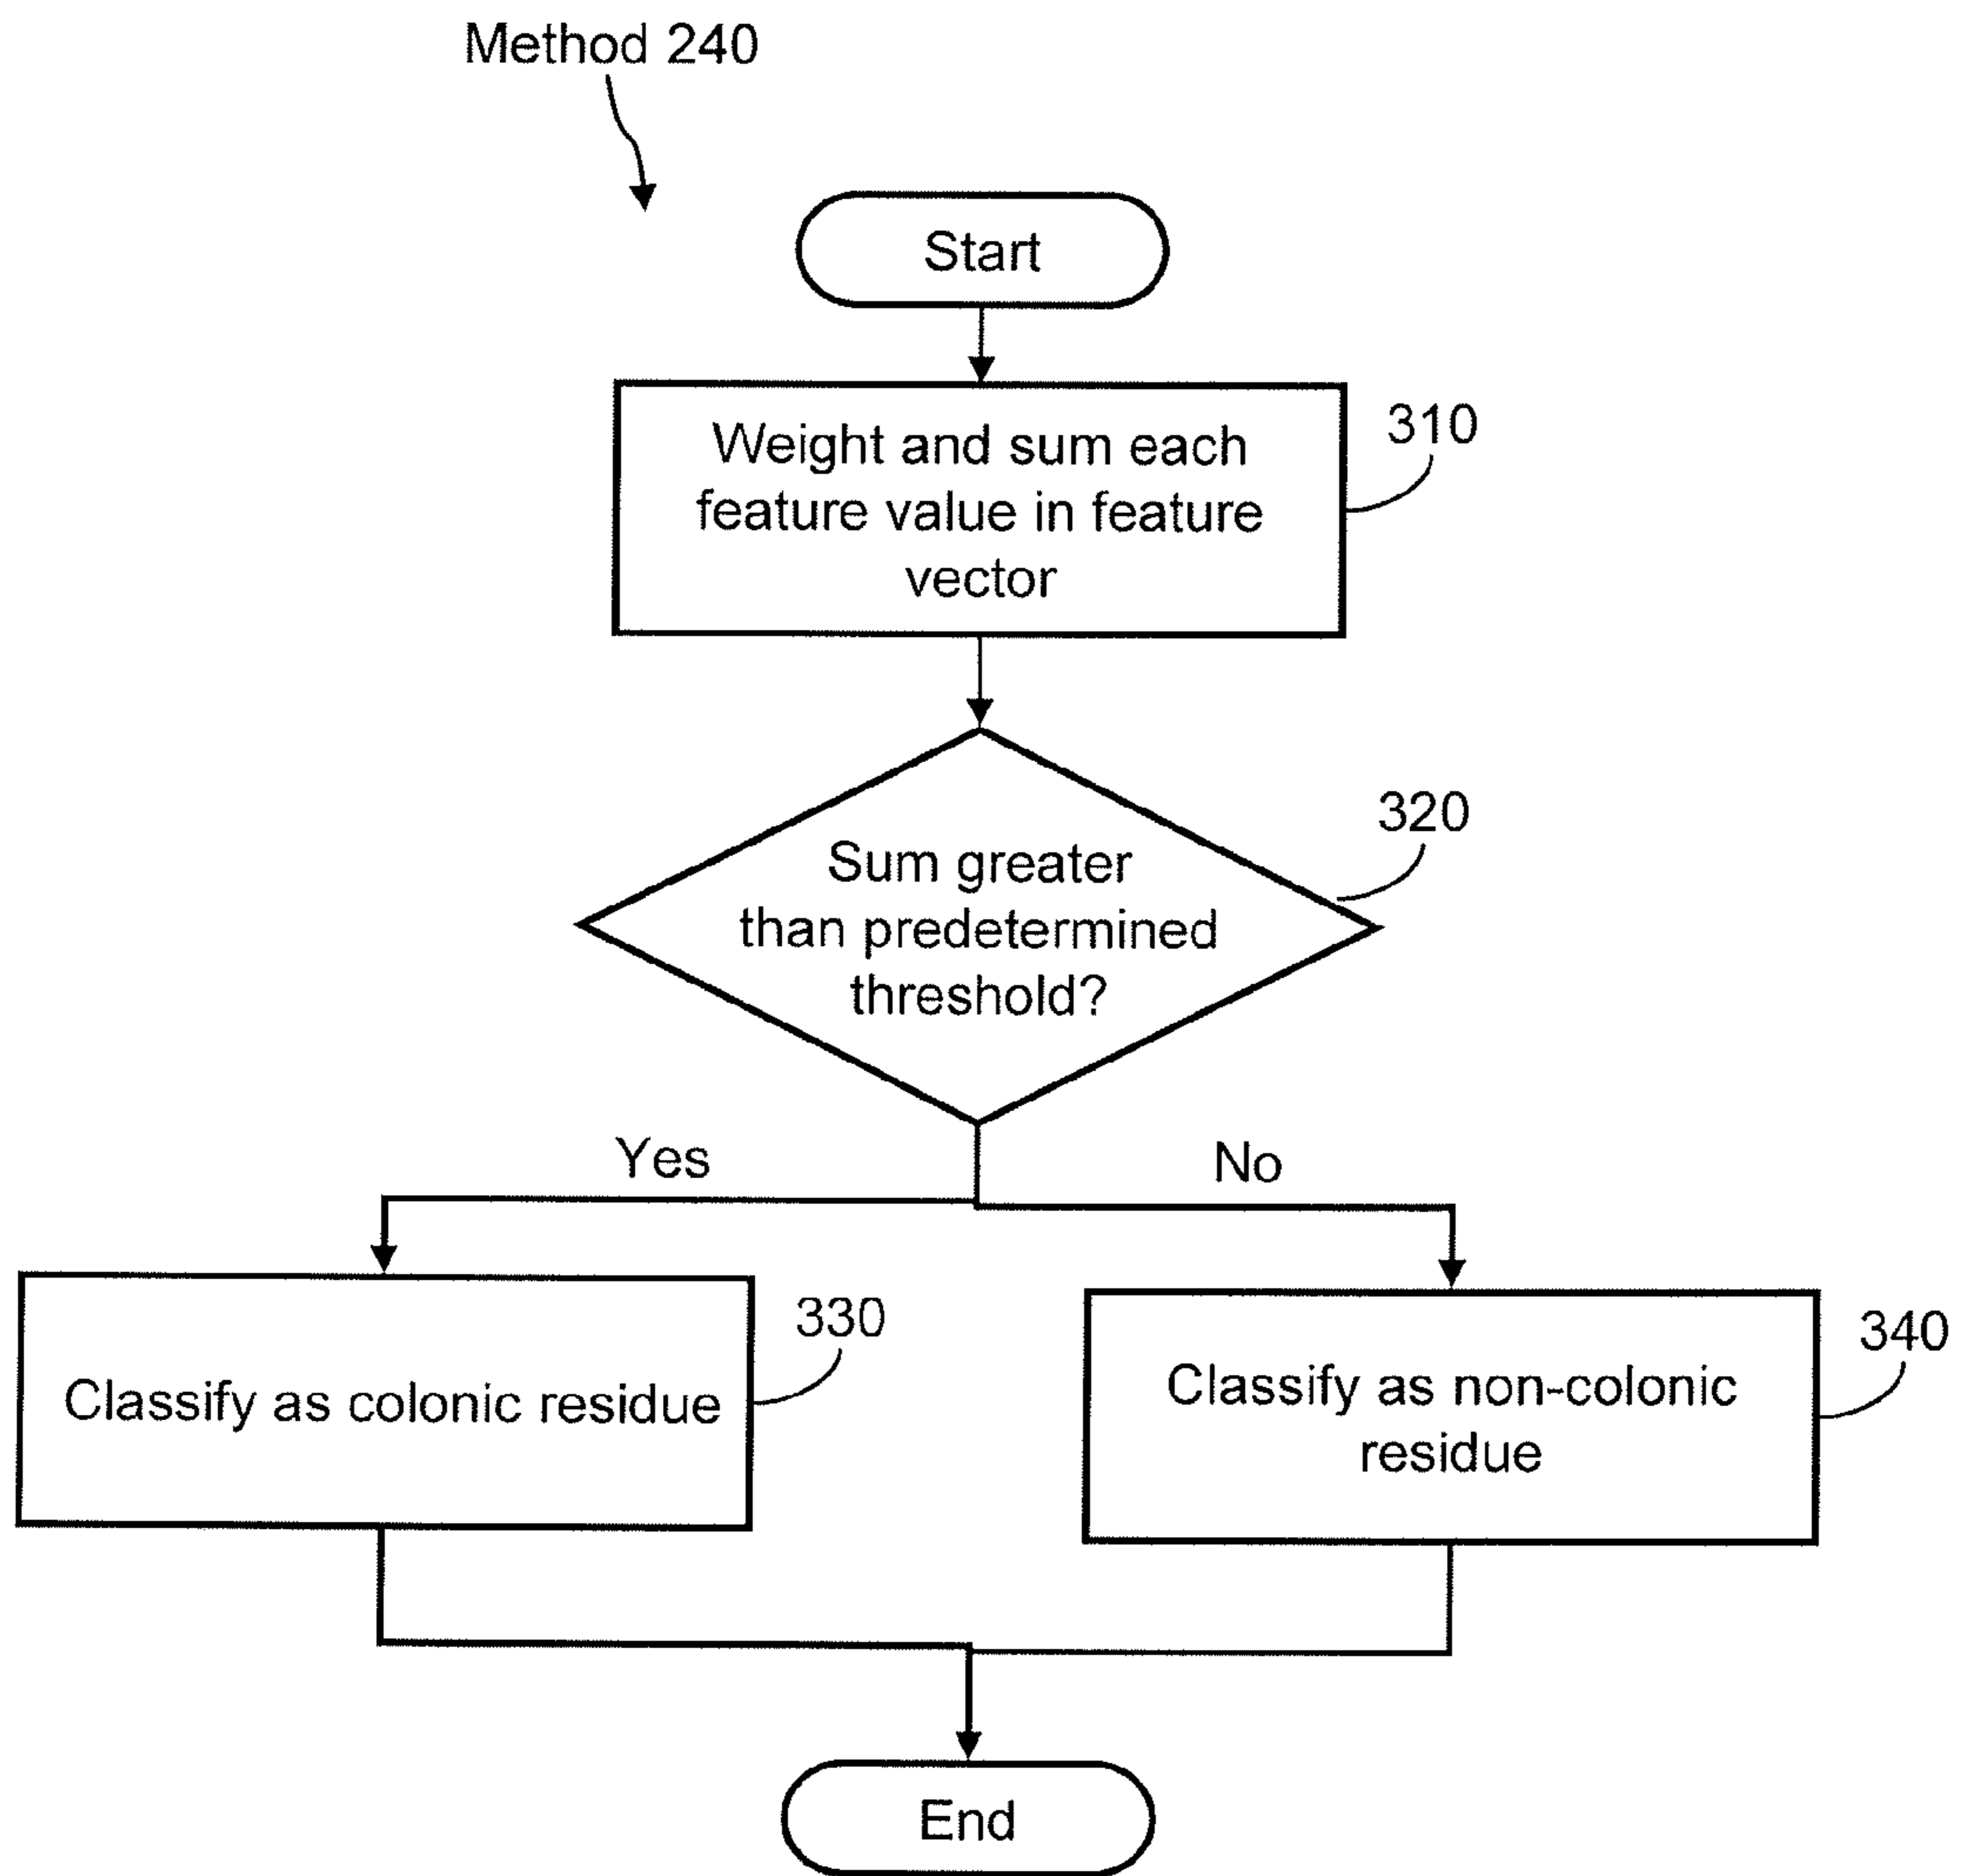 Method 240
Start
Weight and sum each
feature value in feature
vector
310
Sum greater
than predetermined
threshold?
320
Yes
No
Classify as colonic residue
330
Classify as non-colonic
residue
340
End